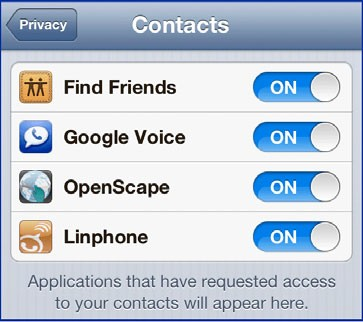 Privacy Contacts
Find Friends ON
Google Voice ON
OpenScape ON
Linphone ON
Applications that have requested access
to your contacts will appear here.